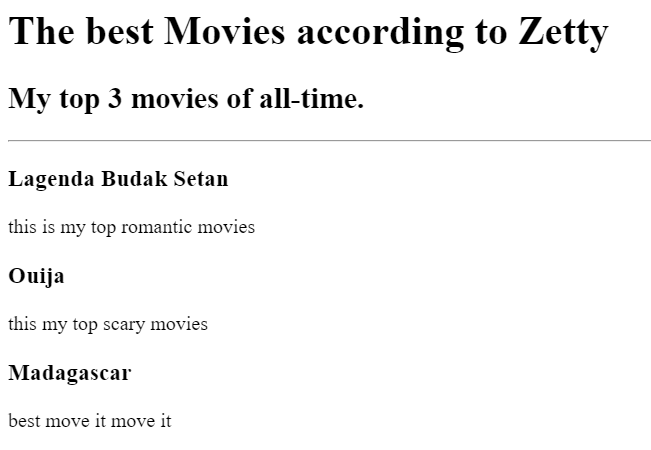 The best Movies according to Zetty
My top 3 movies of all-time.
Lagenda Budak Setan
this is my top romantic movies
Ouija
this my top scary movies
Madagascar
best move it move it